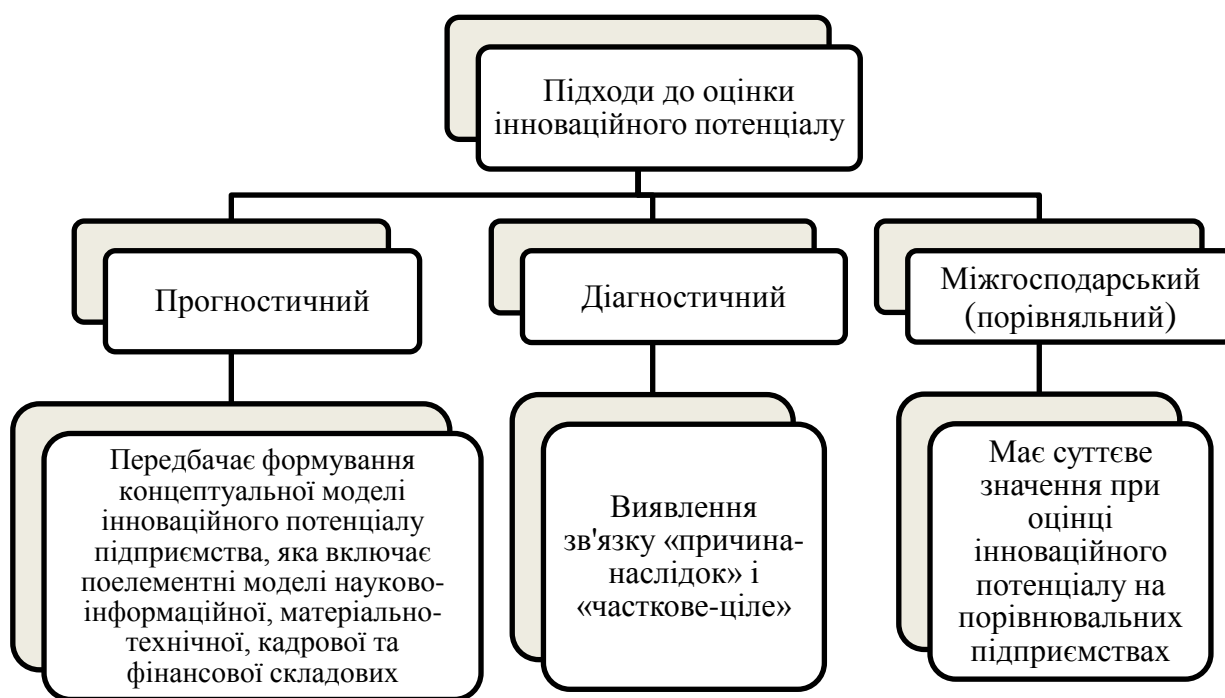 Підходи до оцінки
інноваційного потенціалу
Прогностичний
Діагностичний
Міжгосподарський
(порівняльний)
Передбачає формування
концептуальної моделі
інноваційного потенціалу
підприємства, яка включає
поелементні моделі науково-
інформаційної, матеріально-
технічної, кадрової та
фінансової складових
Виявлення
зв'язку «причина-
наслідок» і
«часткове-ціле»
Має суттєве
значення при
оцінці
інноваційного
потенціалу на
порівнювальних
підприємствах